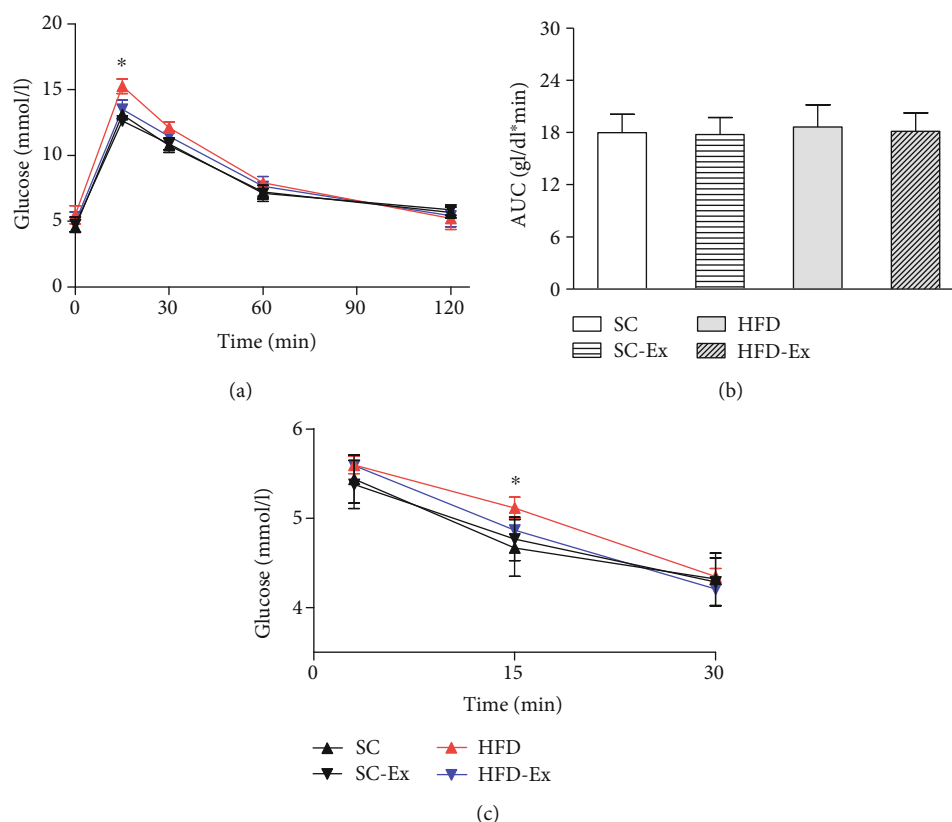 20
15
10
5
0
Glucose (mmol/l)
*
0 30 60 90 120
Time (min)
(a)
30
24
18
12
6
0
AUC (gl/dl*min)
SC HFD
SC-Ex HFD-Ex
(b)
6
5
4
Glucose (mmol/l)
*
0 15 30
Time (min)
SC HFD
SC-Ex HFD-Ex
(c)